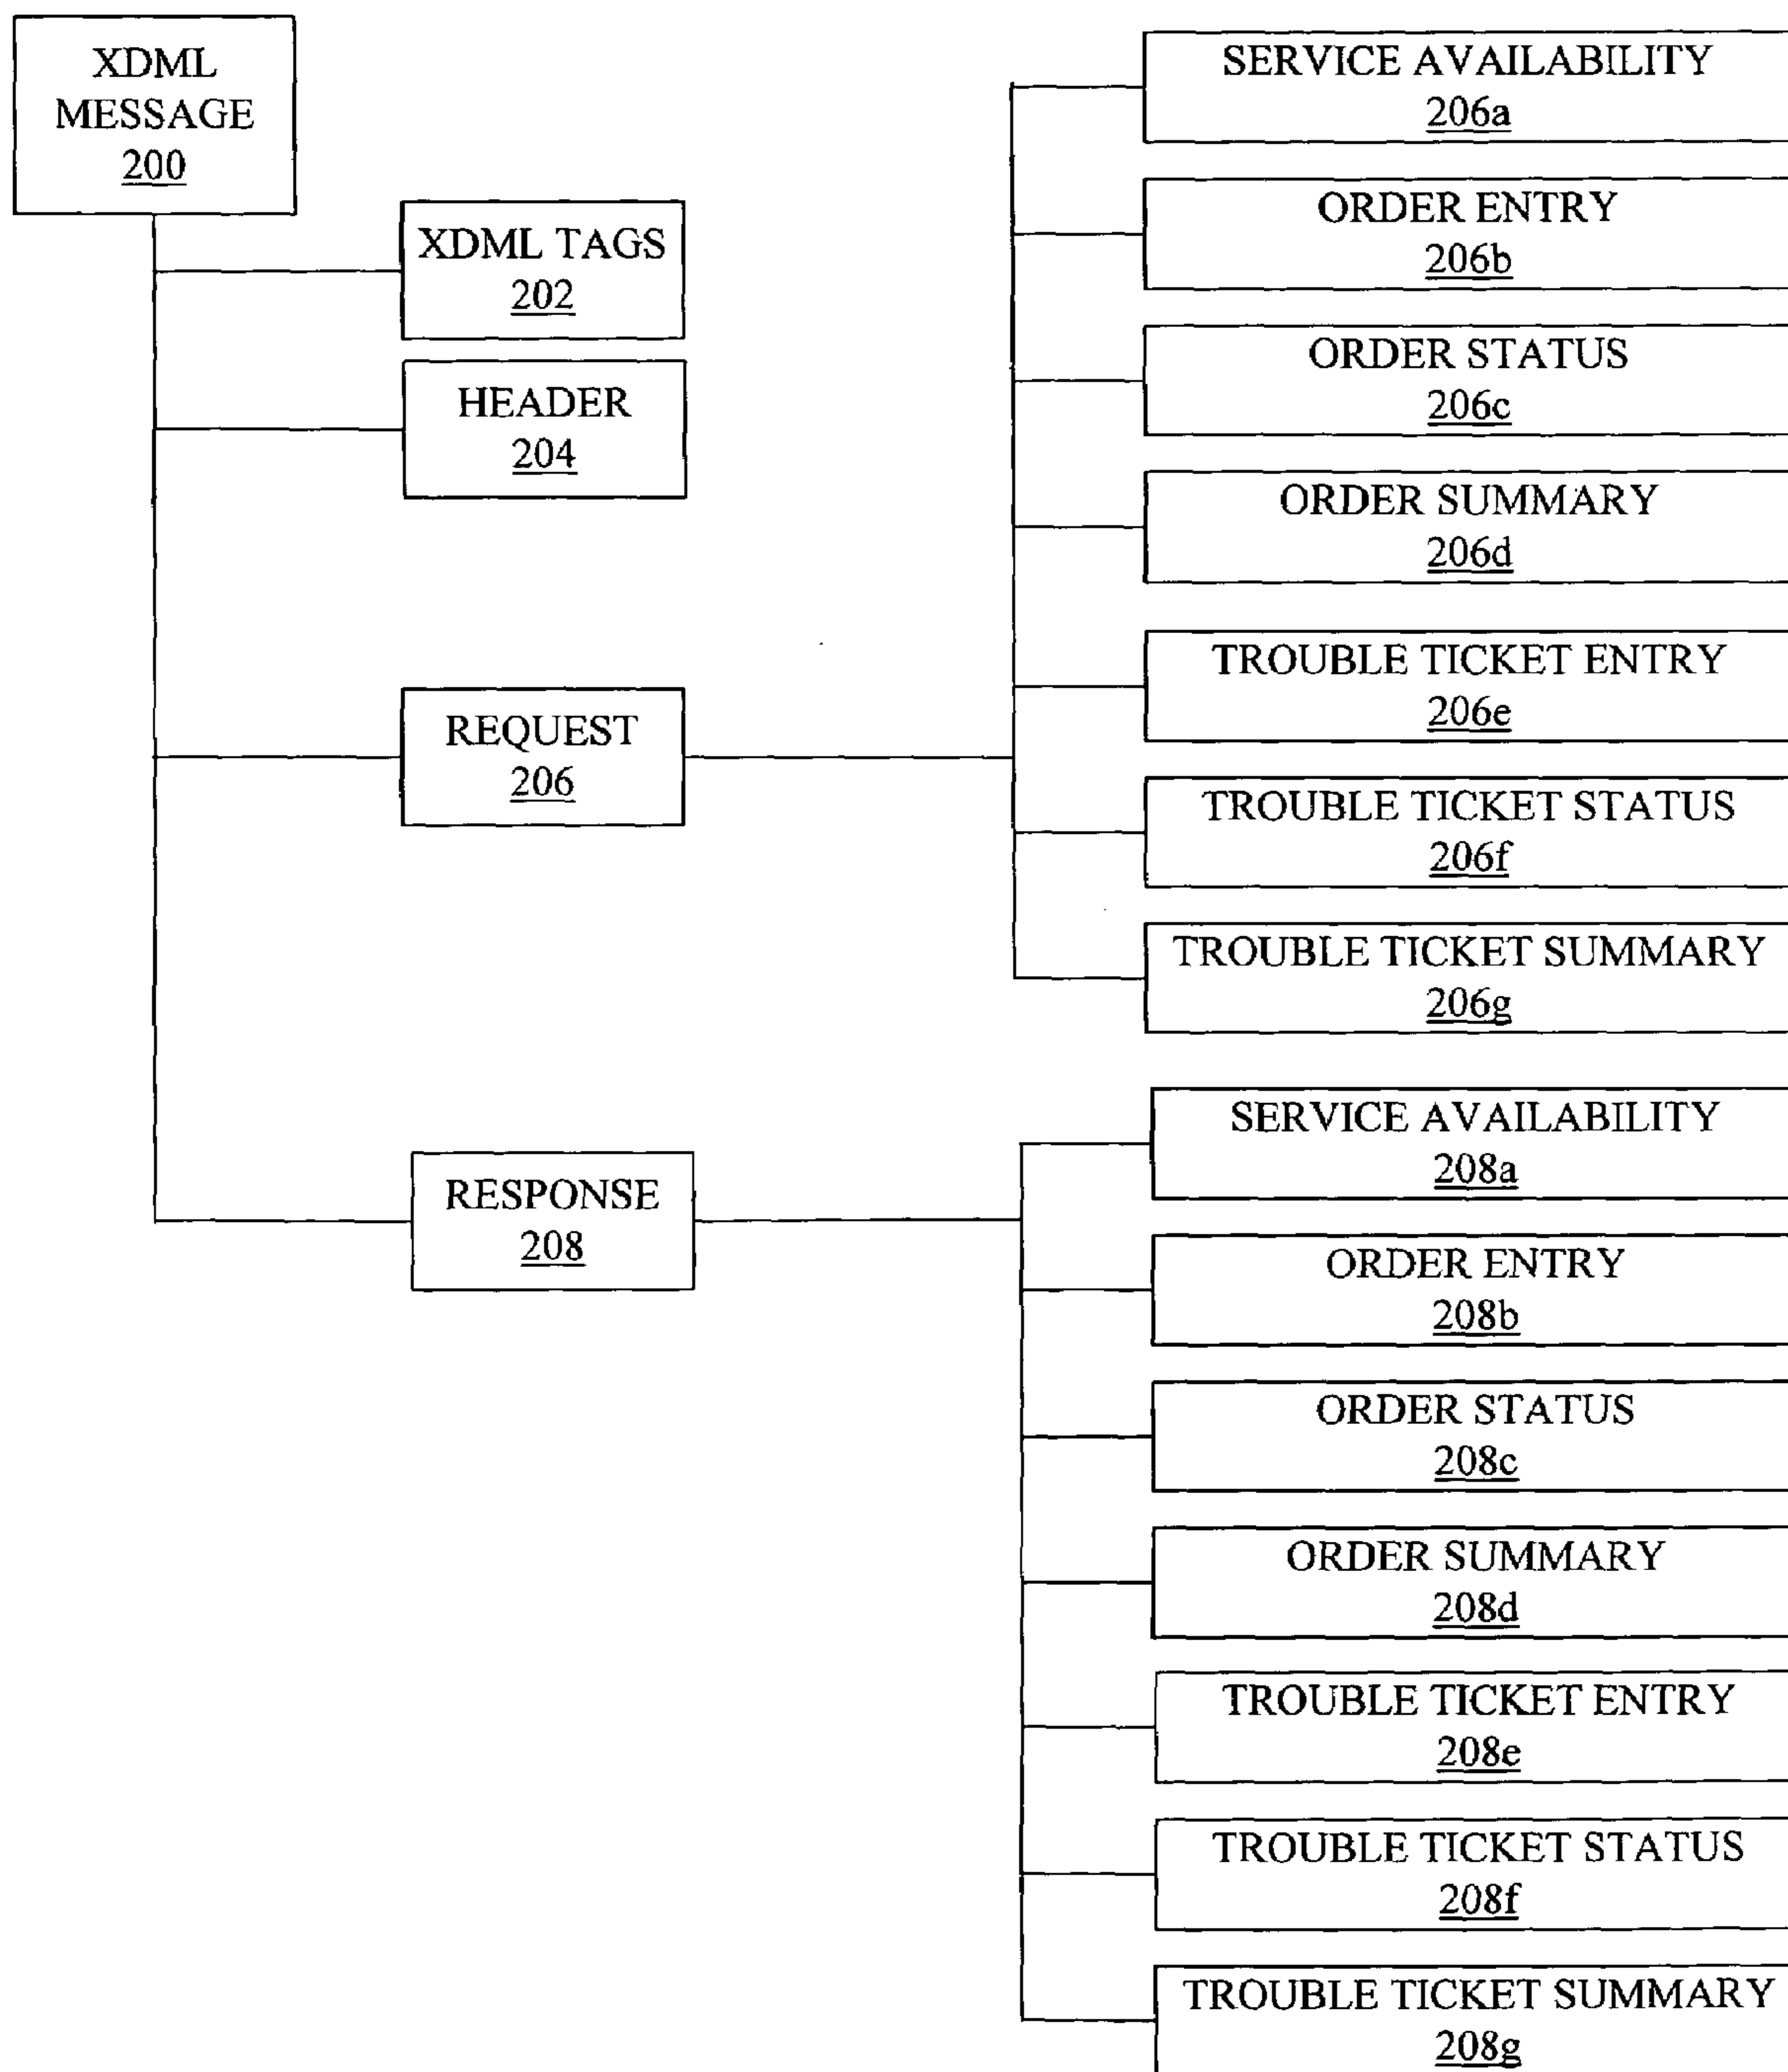 XDML
MESSAGE
200
XDML TAGS
202
HEADER
204
REQUEST
206
SERVICE AVAILABILITY
206a
ORDER ENTRY
206b
ORDER STATUS
206c
ORDER SUMMARY
206d
TROUBLE TICKET ENTRY
206e
TROUBLE TICKET STATUS
206f
TROUBLE TICKET SUMMARY
206g
RESPONSE
208
SERVICE AVAILABILITY
208a
ORDER ENTRY
208b
ORDER STATUS
208c
ORDER SUMMARY
208d
TROUBLE TICKET ENTRY
208e
TROUBLE TICKET STATUS
208f
TROUBLE TICKET SUMMARY
208g